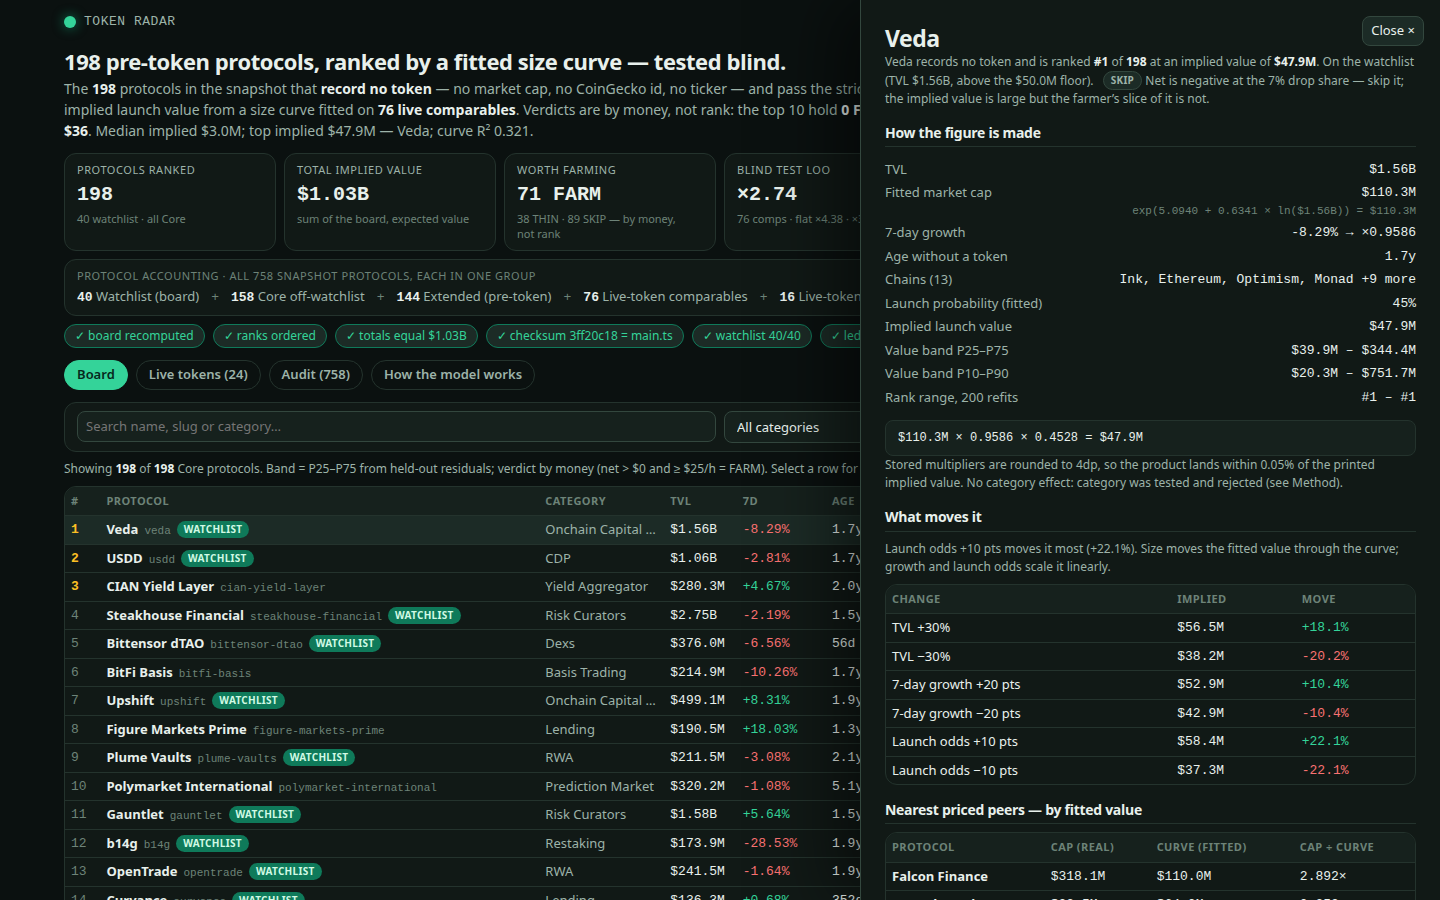 TOKEN RADAR
198 pre-token protocols, ranked by a fitted size curve — tested blind.
The 198 protocols in the snapshot that record no token — no market cap, no CoinGecko id, no ticker — and pass the stric
implied launch value from a size curve fitted on 76 live comparables. Verdicts are by money, not rank: the top 10 hold 0 F
$36. Median implied $3.0M; top implied $47.9M — Veda; curve R² 0.321.
PROTOCOLS RANKED
198
40 watchlist · all Core
TOTAL IMPLIED VALUE
$1.03B
sum of the board, expected value
WORTH FARMING
71 FARM
38 THIN · 89 SKIP — by money,
not rank
BLIND TEST LOO
×2.74
76 comps · flat ×4.38 ·
PROTOCOL ACCOUNTING · ALL 758 SNAPSHOT PROTOCOLS, EACH IN ONE GROUP
40 Watchlist (board) + 158 Core off-watchlist + 144 Extended (pre-token) + 76 Live-token comparables + 16 Live-token
✓ board recomputed ✓ ranks ordered ✓ totals equal $1.03B ✓ checksum 3ff20c18 = main.ts ✓ watchlist 40/40 ✓ led
Board Live tokens (24) Audit (758) How the model works
Search name, slug or category... All categories
Showing 198 of 198 Core protocols. Band = P25–P75 from held-out residuals; verdict by money (net > $0 and ≥ $25/h = FARM). Select a row for
# PROTOCOL CATEGORY TVL 7D AGE
1 Veda veda WATCHLIST Onchain Capital ... $1.56B -8.29% 1.7y
2 USDD usdd WATCHLIST CDP $1.06B -2.81% 1.7y
3 CIAN Yield Layer cian-yield-layer Yield Aggregator $280.3M +4.67% 2.0y
4 Steakhouse Financial steakhouse-financial WATCHLIST Risk Curators $2.75B -2.19% 1.5y
5 Bittensor dTAO bittensor-dtao WATCHLIST Dexs $376.0M -6.56% 56d
6 BitFi Basis bitfi-basis Basis Trading $214.9M -10.26% 1.7y
7 Upshift upshift WATCHLIST Onchain Capital ... $499.1M +8.31% 1.9y
8 Figure Markets Prime figure-markets-prime Lending $190.5M +18.03% 1.3y
9 Plume Vaults plume-vaults WATCHLIST RWA $211.5M -3.08% 2.1y
10 Polymarket International polymarket-international Prediction Market $320.2M -1.08% 5.1y
11 Gauntlet gauntlet WATCHLIST Risk Curators $1.58B +5.64% 1.5y
12 b14g b14g WATCHLIST Restaking $173.9M -28.53% 1.9y
13 OpenTrade opentrade WATCHLIST RWA $241.5M -1.64% 1.9y
14 Curvance curvance WATCHLIST Lending $136.3M +0.68% 352d
Veda
Close ×
Veda records no token and is ranked #1 of 198 at an implied value of $47.9M. On the watchlist
(TVL $1.56B, above the $50.0M floor). SKIP Net is negative at the 7% drop share — skip it;
the implied value is large but the farmer's slice of it is not.
How the figure is made
TVL $1.56B
Fitted market cap $110.3M
exp(5.0940 + 0.6341 × ln($1.56B)) = $110.3M
7-day growth -8.29% → ×0.9586
Age without a token 1.7y
Chains (13) Ink, Ethereum, Optimism, Monad +9 more
Launch probability (fitted) 45%
Implied launch value $47.9M
Value band P25–P75 $39.9M – $344.4M
Value band P10–P90 $20.3M – $751.7M
Rank range, 200 refits #1 – #1
$110.3M × 0.9586 × 0.4528 = $47.9M
Stored multipliers are rounded to 4dp, so the product lands within 0.05% of the printed
implied value. No category effect: category was tested and rejected (see Method).
What moves it
Launch odds +10 pts moves it most (+22.1%). Size moves the fitted value through the curve;
growth and launch odds scale it linearly.
CHANGE IMPLIED MOVE
TVL +30% $56.5M +18.1%
TVL −30% $38.2M -20.2%
7-day growth +20 pts $52.9M +10.4%
7-day growth −20 pts $42.9M -10.4%
Launch odds +10 pts $58.4M +22.1%
Launch odds −10 pts $37.3M -22.1%
Nearest priced peers — by fitted value
PROTOCOL CAP (REAL) CURVE (FITTED) CAP ÷ CURVE
Falcon Finance $318.1M $110.0M 2.892×